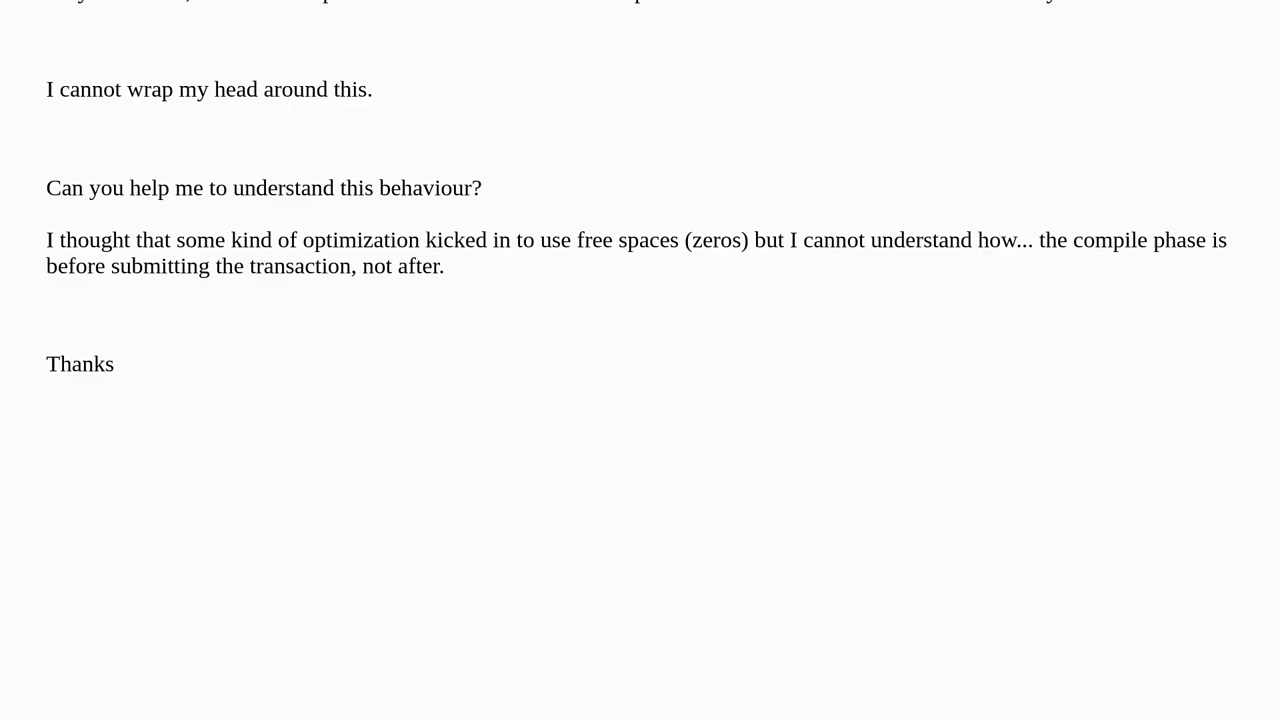 I cannot wrap my head around this.
Can you help me to understand this behaviour?
I thought that some kind of optimization kicked in to use free spaces (zeros) but I cannot understand how... the compile phase is
before submitting the transaction, not after.
Thanks